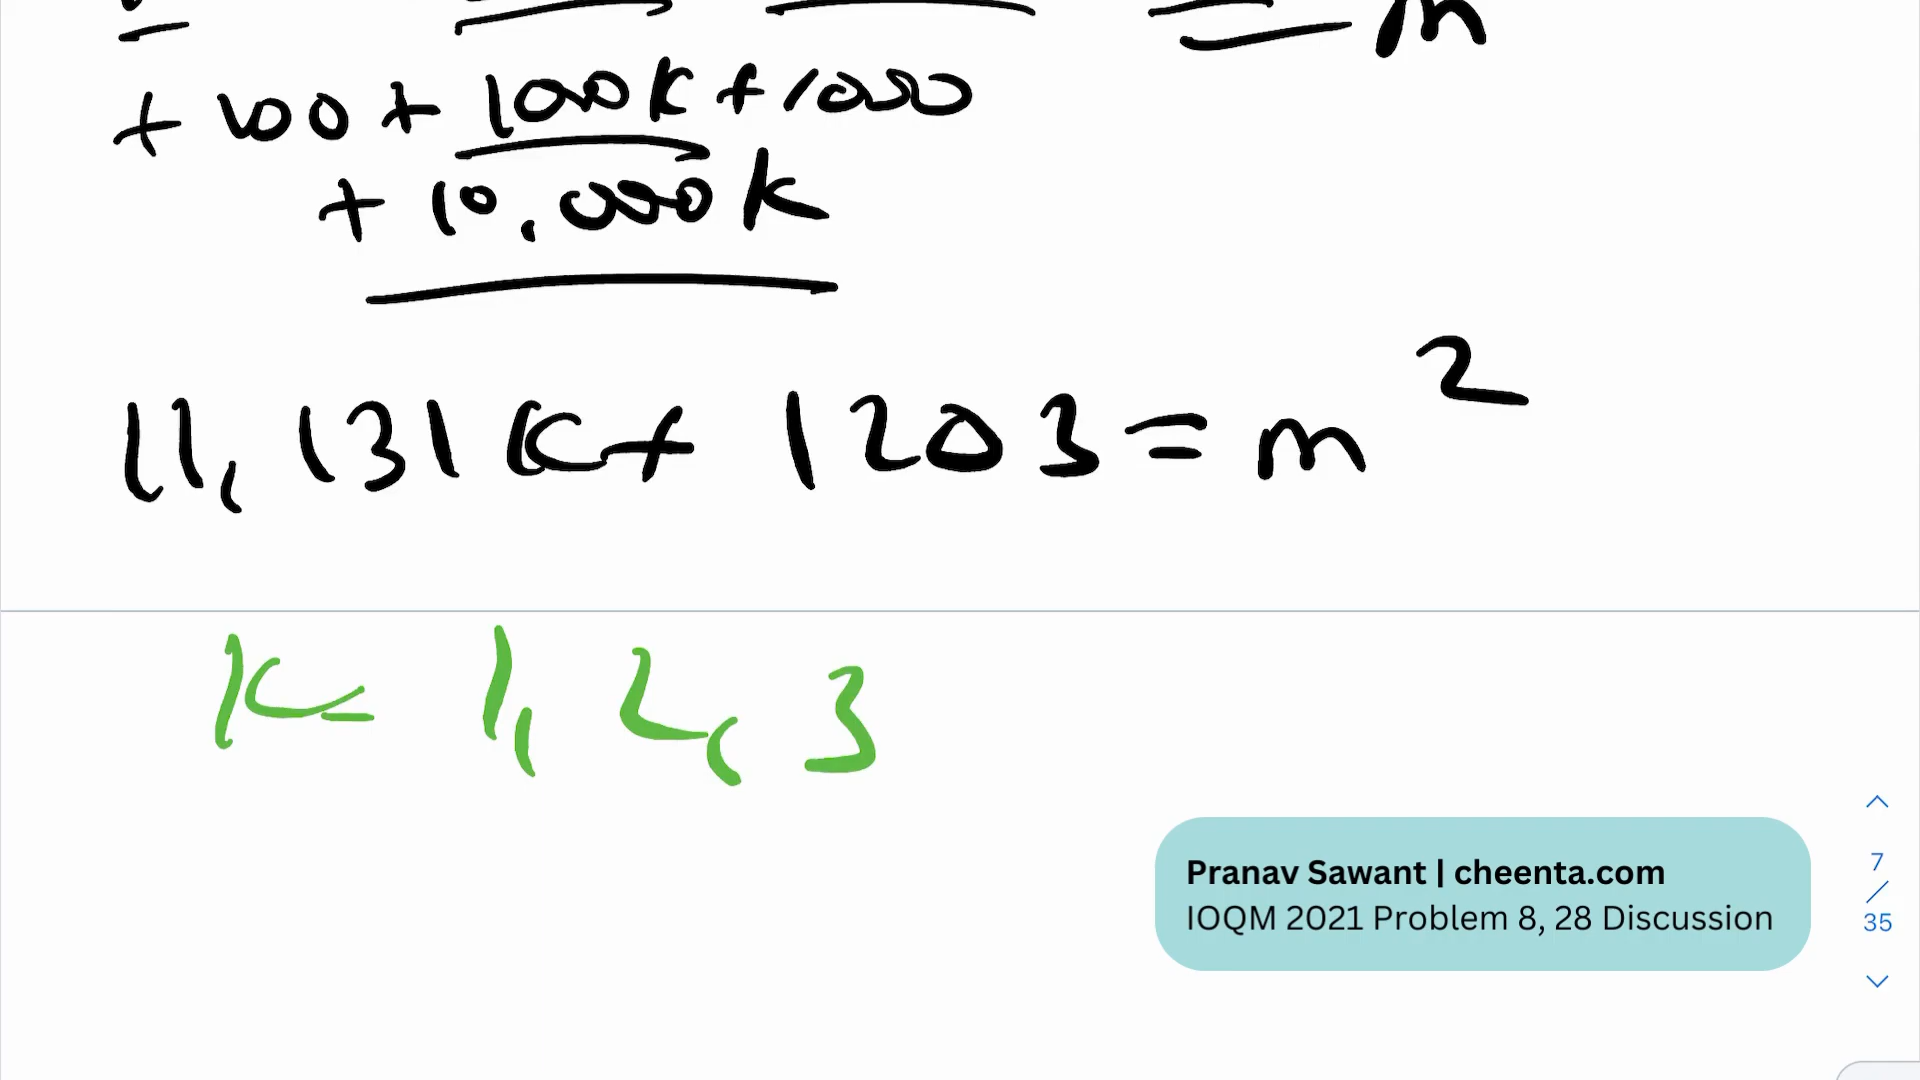 = m
+ 100 + 100k + 1000
+ 10,000k
11,131k + 1203 = m²
k= 1, 2, 3
Pranav Sawant | cheenta.com
IOQM 2021 Problem 8, 28 Discussion
7
/
35